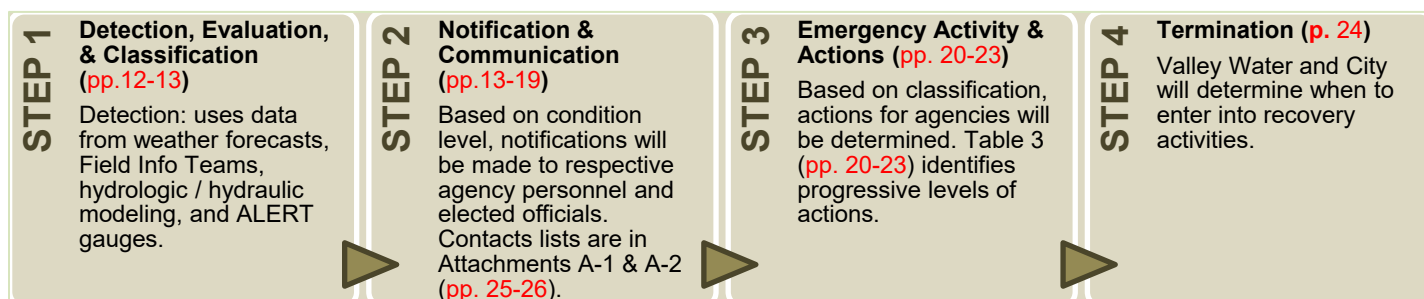 STEP 1
Detection, Evaluation,
& Classification
(pp.12-13)
Detection: uses data
from weather forecasts,
Field Info Teams,
hydrologic / hydraulic
modeling, and ALERT
gauges.
STEP 2
Notification &
Communication
(pp.13-19)
Based on condition
level, notifications will
be made to respective
agency personnel and
elected officials.
Contacts lists are in
Attachments A-1 & A-2
(pp. 25-26).
STEP 3
Emergency Activity &
Actions (pp. 20-23)
Based on classification,
actions for agencies will
be determined. Table 3
(pp. 20-23) identifies
progressive levels of
actions.
STEP 4
Termination (p. 24)
Valley Water and City
will determine when to
enter into recovery
activities.